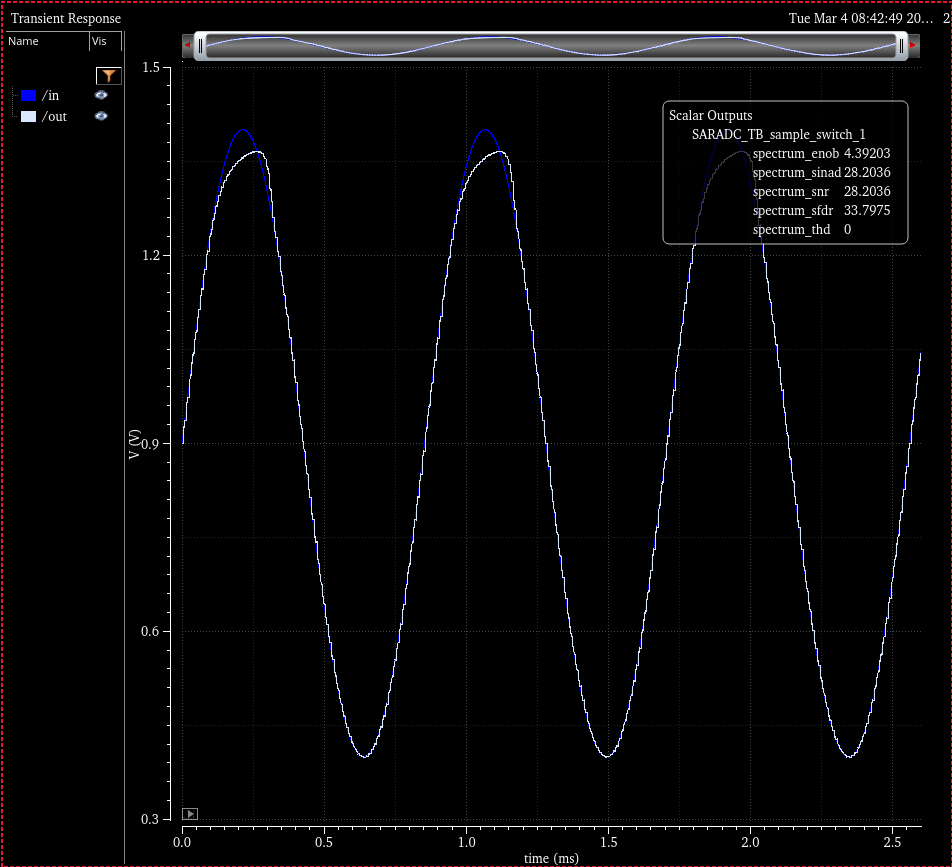 Transient Response
Tue Mar 4 08:42:49 20... 2
Name Vis
/in
/out
1.5
1.2
0.9
0.6
0.3
V (V)
Scalar Outputs
SARADC_TB_sample_switch_1
spectrum_enob 4.39203
spectrum_sinad 28.2036
spectrum_snr 28.2036
spectrum_sfdr 33.7975
spectrum_thd 0
0.0 0.5 1.0 1.5 2.0 2.5
time (ms)